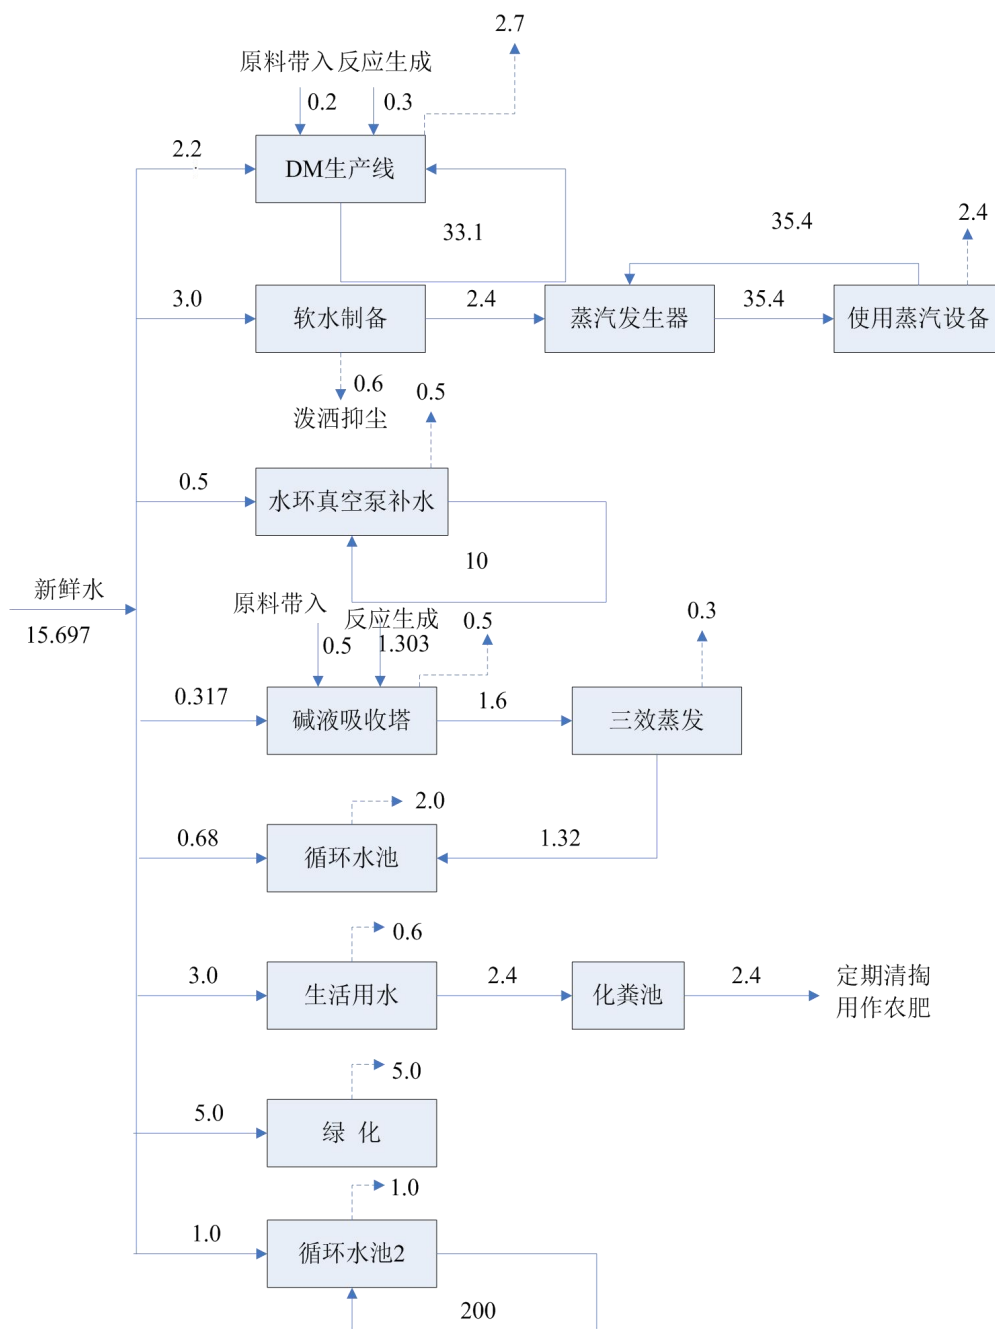 2.7
原料带入 反应生成
0.2
0.3
2.2
DM生产线
33.1
35.4
2.4
3.0
软水制备
2.4
蒸汽发生器
35.4
使用蒸汽设备
0.6
泼洒抑尘
0.5
0.5
水环真空泵补水
10
新鲜水
15.697
原料带入
反应生成
0.5
1.303
0.5
0.3
0.317
碱液吸收塔
1.6
三效蒸发
2.0
0.68
循环水池
1.32
0.6
3.0
生活用水
2.4
化粪池
2.4
定期清掏
用作农肥
5.0
5.0
绿 化
1.0
1.0
循环水池2
200